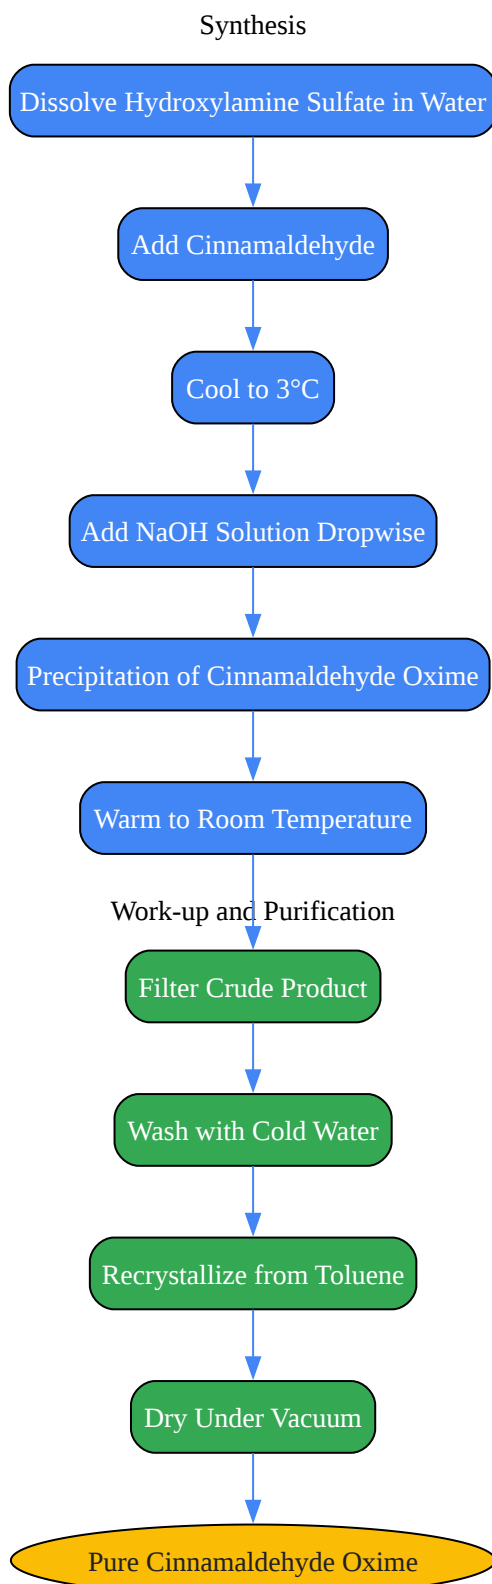 Synthesis
Dissolve Hydroxylamine Sulfate in Water
Add Cinnamaldehyde
Cool to 3°C
Add NaOH Solution Dropwise
Precipitation of Cinnamaldehyde Oxime
Warm to Room Temperature
Work-up and Purification
Filter Crude Product
Wash with Cold Water
Recrystallize from Toluene
Dry Under Vacuum
Pure Cinnamaldehyde Oxime